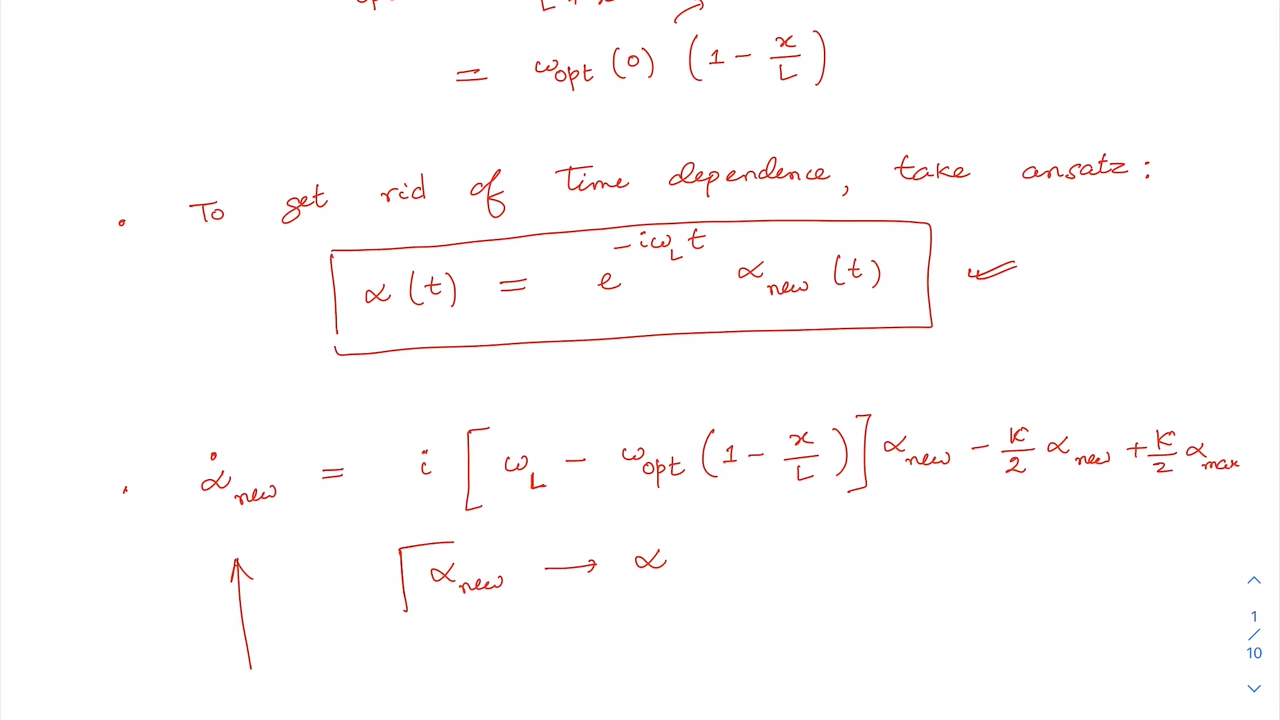 = ω_opt (0) (1 - x/L)
• To get rid of time dependence, take ansatz:
α(t) = e^{-iω_L t} α_new (t) ✓
• α̇_new = i [ω_L - ω_opt (1 - x/L)] α_new - κ/2 α_new + κ/2 α_max
α_new → α
1
/
10